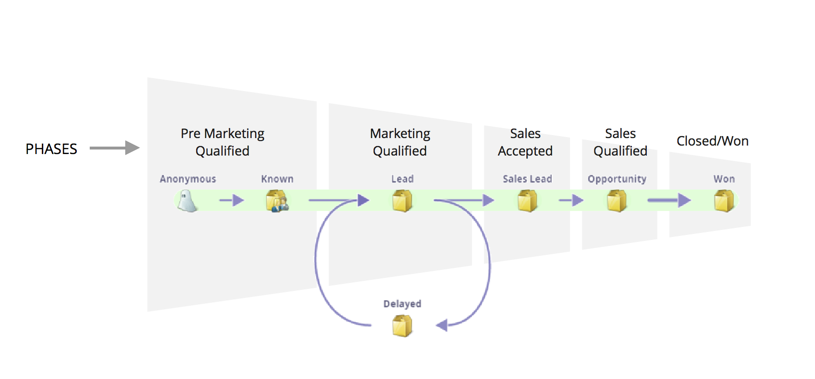 PHASES
Pre Marketing
Qualified
Marketing
Qualified
Sales
Accepted
Sales
Qualified
Closed/Won
Anonymous
Known
Lead
Sales Lead
Opportunity
Won
Delayed